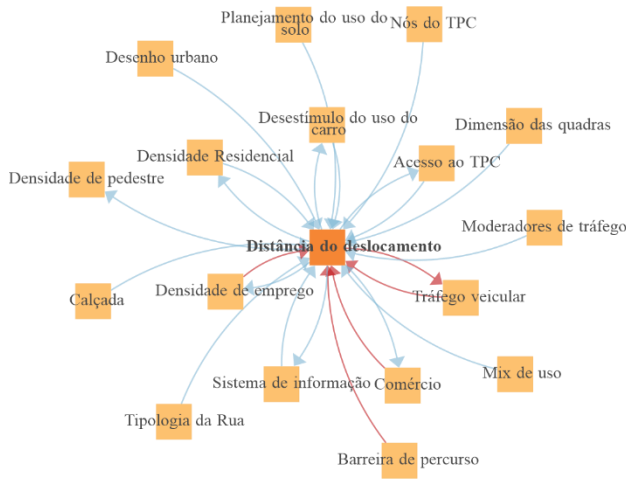 Planejamento do uso do
solo
Nós do TPC
Desenho urbano
Desestímulo do uso do
carro
Dimensão das quadras
Densidade Residencial
Acesso ao TPC
Densidade de pedestre
Moderadores de tráfego
Distância do deslocamento
Calçada
Densidade de emprego
Tráfego veicular
Sistema de informação
Comércio
Mix de uso
Tipologia da Rua
Barreira de percurso